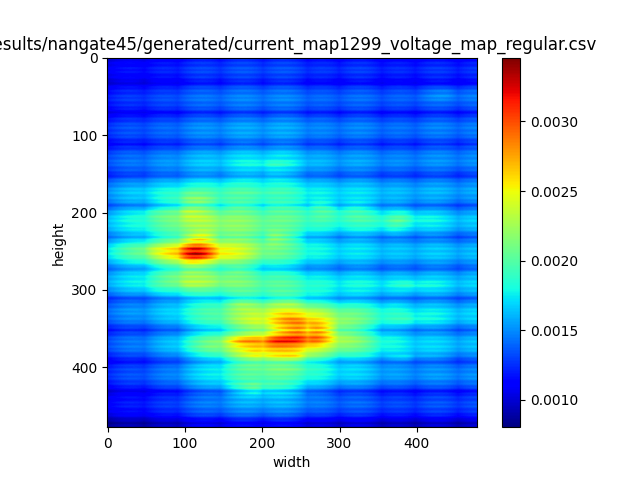 esults/nangate45/generated/current_map1299_voltage_map_regular.csv
0
100
200
300
400
height
0 100 200 300 400
width
0.0030
0.0025
0.0020
0.0015
0.0010